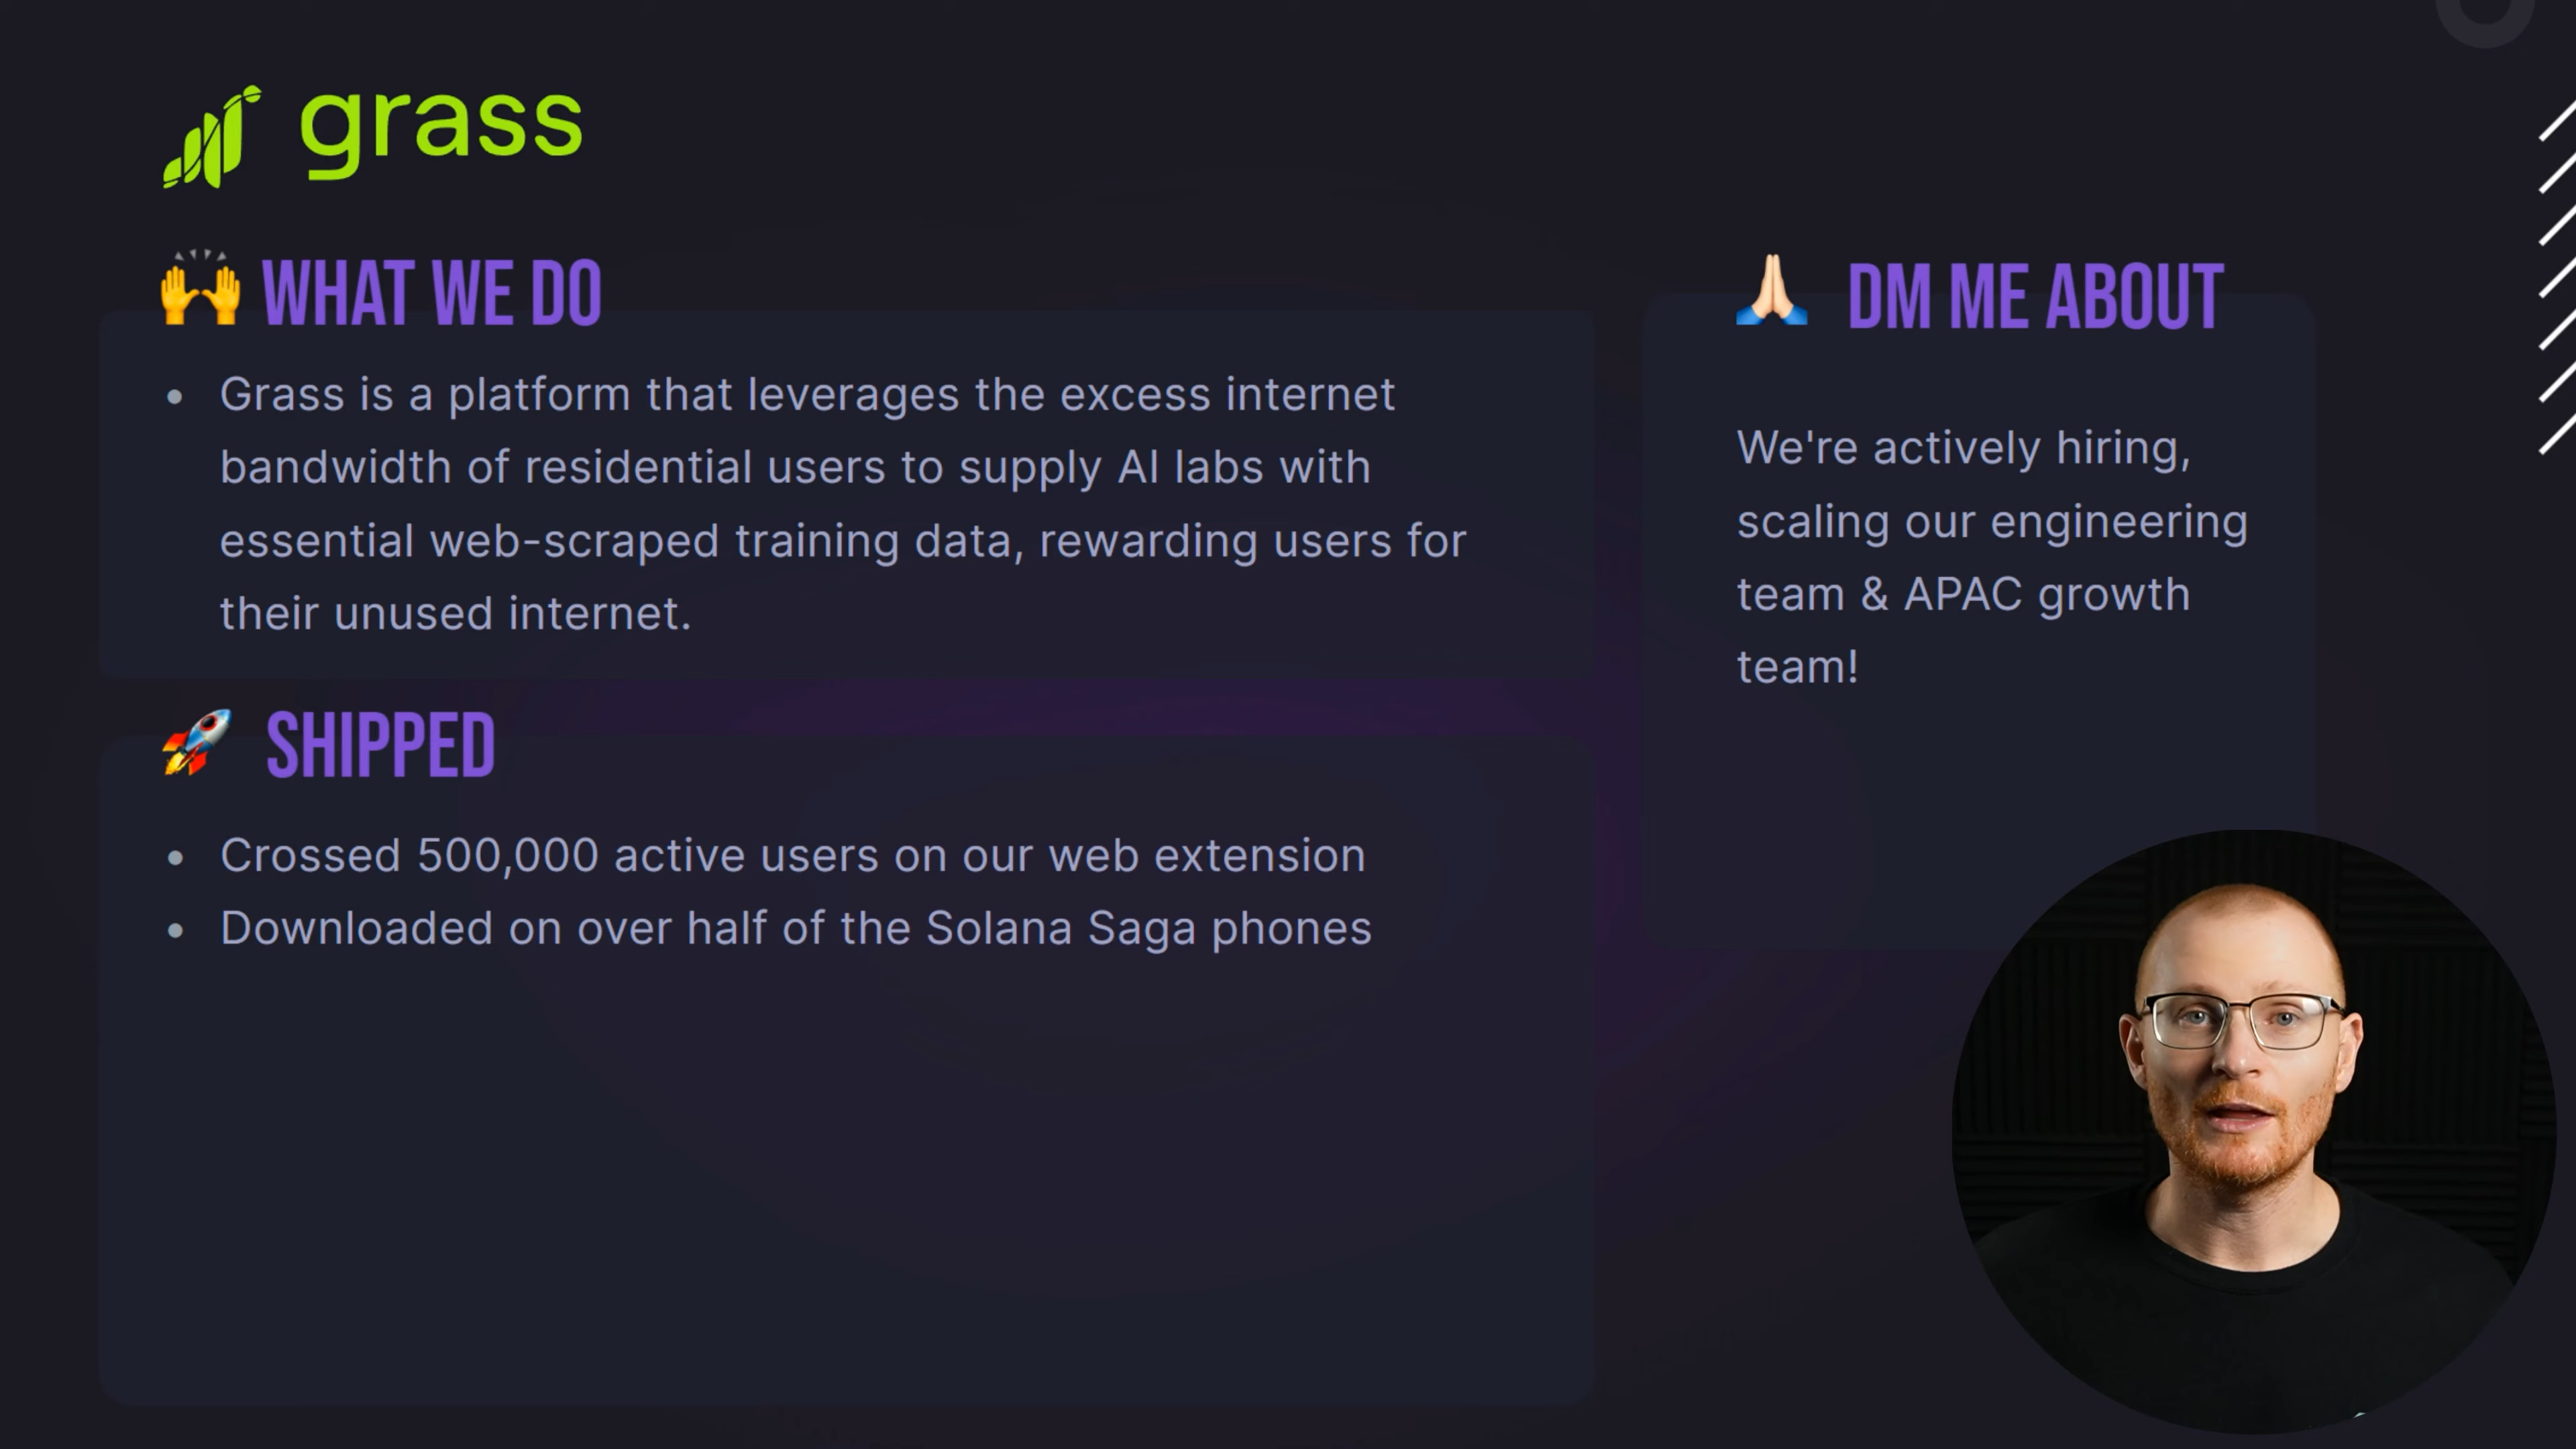 grass
WHAT WE DO
Grass is a platform that leverages the excess internet
bandwidth of residential users to supply AI labs with
essential web-scraped training data, rewarding users for
their unused internet.
SHIPPED
Crossed 500,000 active users on our web extension
Downloaded on over half of the Solana Saga phones
DM ME ABOUT
We're actively hiring,
scaling our engineering
team & APAC growth
team!